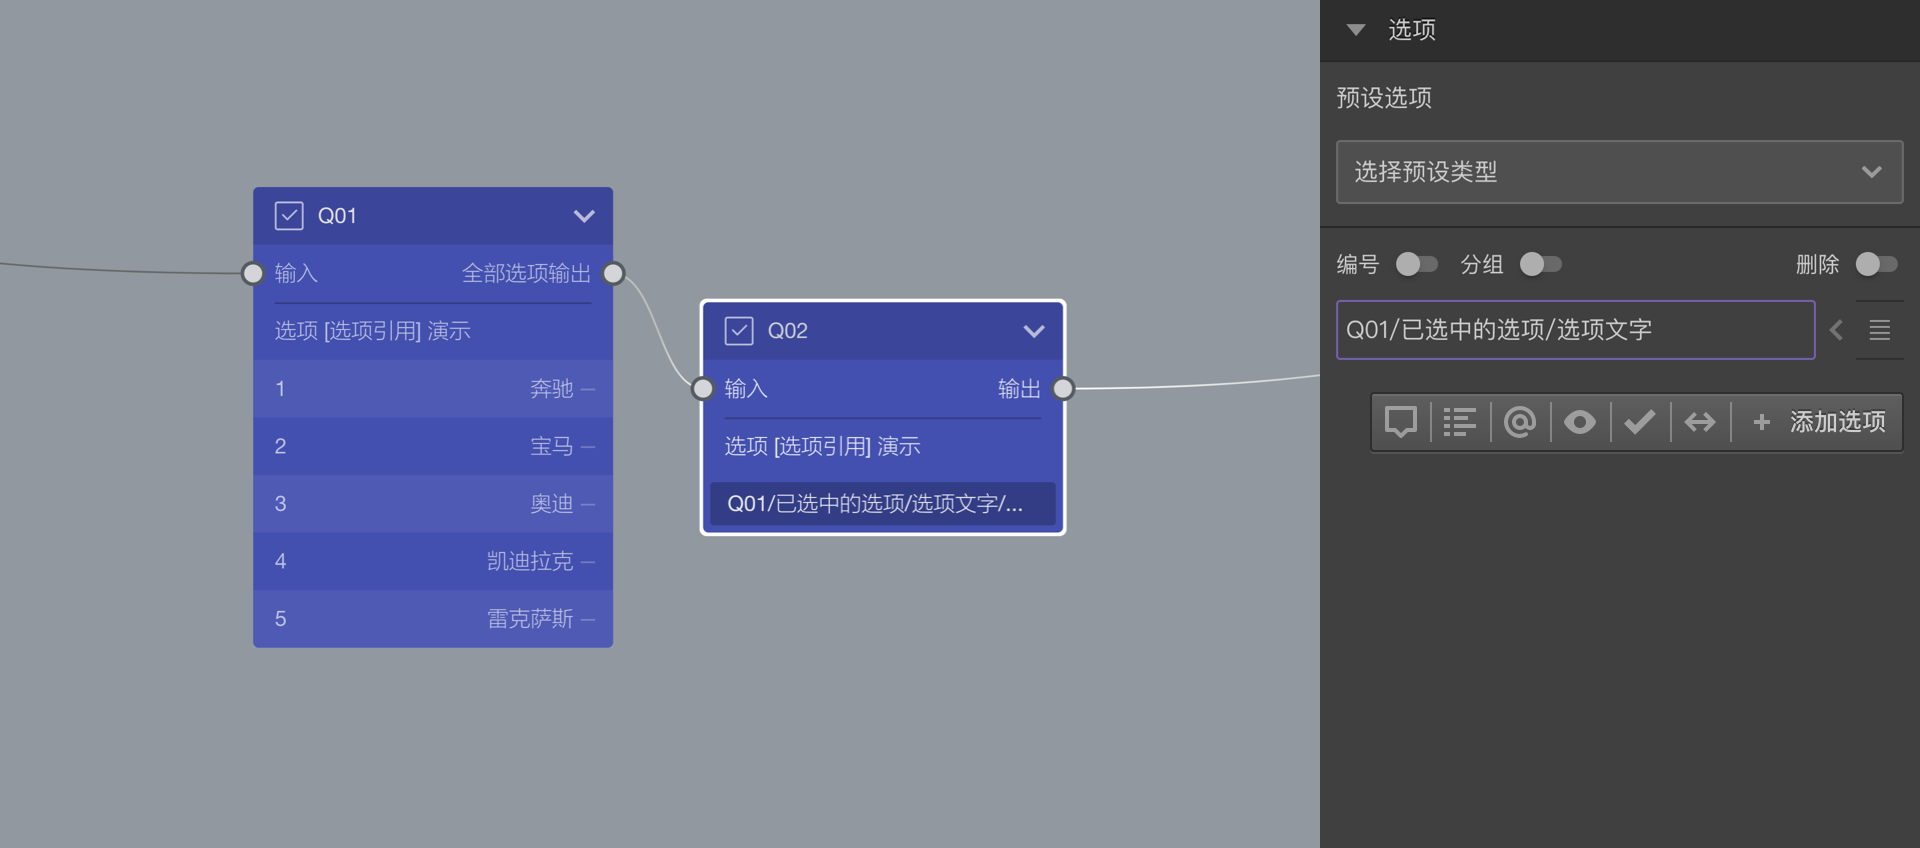 Q01
输入
全部选项输出
选项 [选项引用] 演示
1 奔驰
2 宝马
3 奥迪
4 凯迪拉克
5 雷克萨斯
Q02
输入
输出
选项 [选项引用] 演示
Q01/已选中的选项/选项文字/...
选项
预设选项
选择预设类型
编号
分组
删除
Q01/已选中的选项/选项文字
+ 添加选项